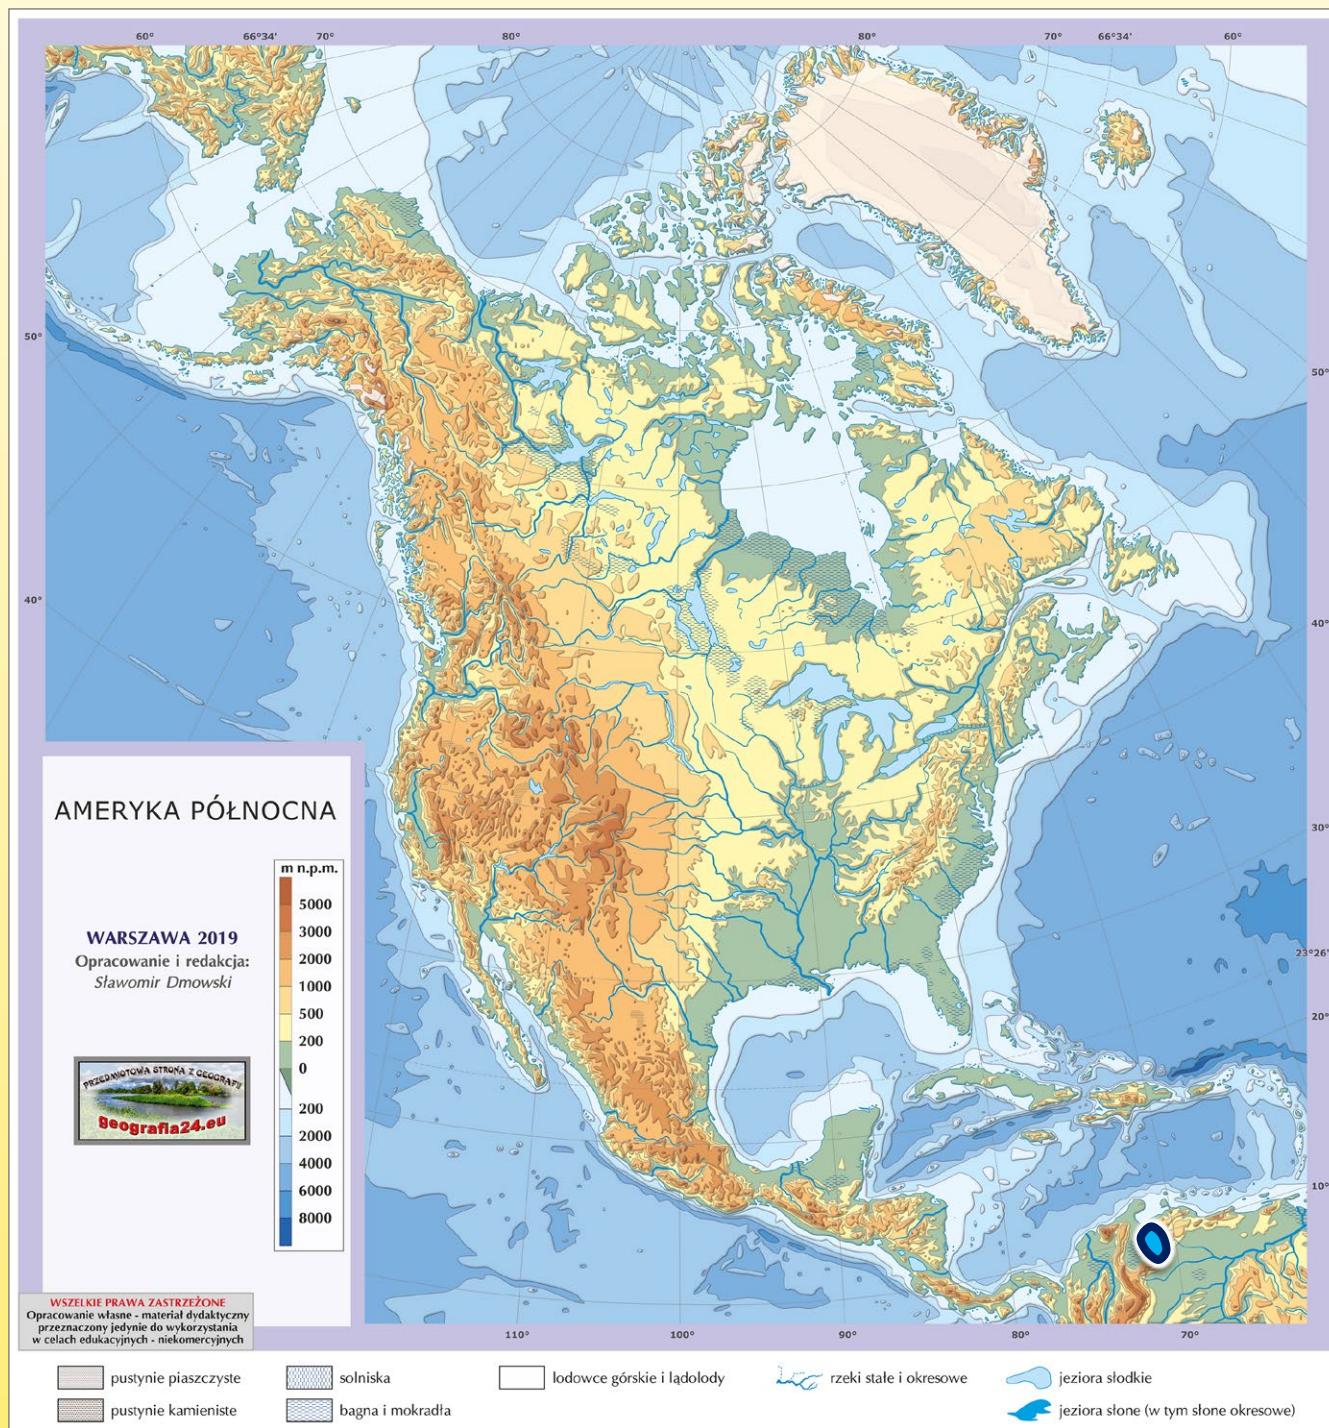 60° 66°34' 70° 80° 80° 70° 66°34' 60°
50°
50°
40°
40°
30°
23°26'
20°
10°
AMERYKA PÓŁNOCNA
m n.p.m.
5000
3000
2000
1000
500
200
0
200
2000
4000
6000
8000
WARSZAWA 2019
Opracowanie i redakcja:
Sławomir Dmowski
PRZEDMIOTOWA STRONA Z GEOGRAFII
geografia24.eu
WSZELKIE PRAWA ZASTRZEŻONE
Opracowanie własne - materiał dydaktyczny
przeznaczony jedynie do wykorzystania
w celach edukacyjnych - niekomercyjnych
110° 100° 90° 80° 70°
pustynie piaszczyste
solniska
lodowce górskie i lądolody
rzeki stałe i okresowe
jeziora słodkie
pustynie kamieniste
bagna i mokradła
jeziora słone (w tym słone okresowe)